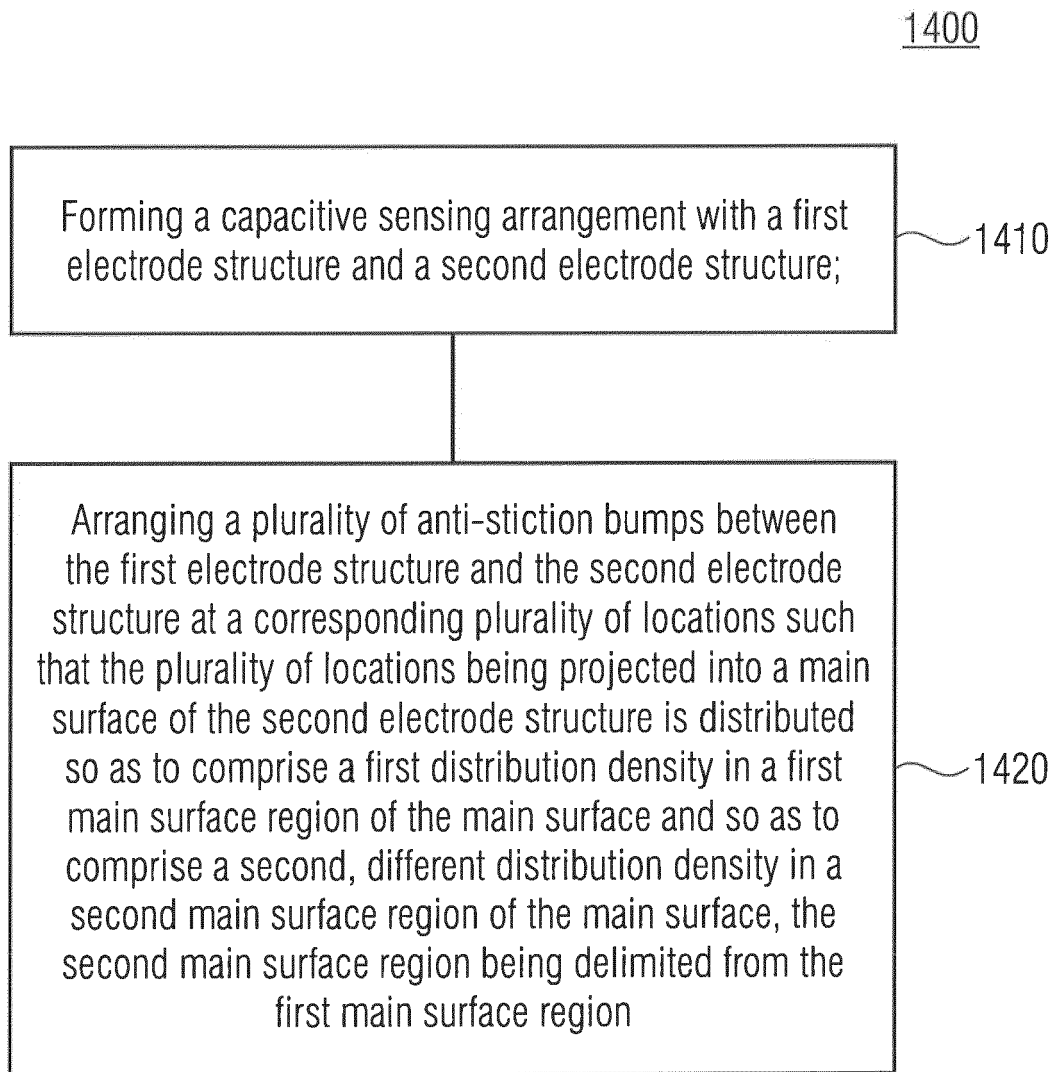 1400
Forming a capacitive sensing arrangement with a first
electrode structure and a second electrode structure;
1410
Arranging a plurality of anti-stiction bumps between
the first electrode structure and the second electrode
structure at a corresponding plurality of locations such
that the plurality of locations being projected into a main
surface of the second electrode structure is distributed
so as to comprise a first distribution density in a first
main surface region of the main surface and so as to
comprise a second, different distribution density in a
second main surface region of the main surface, the
second main surface region being delimited from the
first main surface region
1420